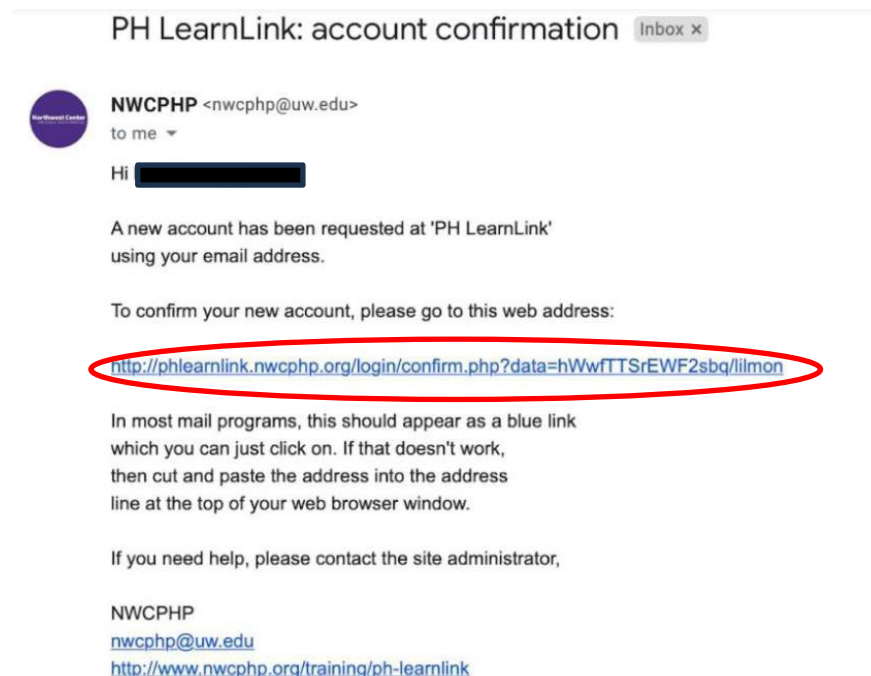 PH LearnLink: account confirmation Inbox x
Northwest Center
NWCPHP <nwcphp@uw.edu>
to me
Hi
A new account has been requested at 'PH LearnLink'
using your email address.
To confirm your new account, please go to this web address:
http://phlearnlink.nwcphp.org/login/confirm.php?data=hWwfTTSrEWF2sbq/lilmon
In most mail programs, this should appear as a blue link
which you can just click on. If that doesn't work,
then cut and paste the address into the address
line at the top of your web browser window.
If you need help, please contact the site administrator,
NWCPHP
nwcphp@uw.edu
http://www.nwcphp.org/training/ph-learnlink